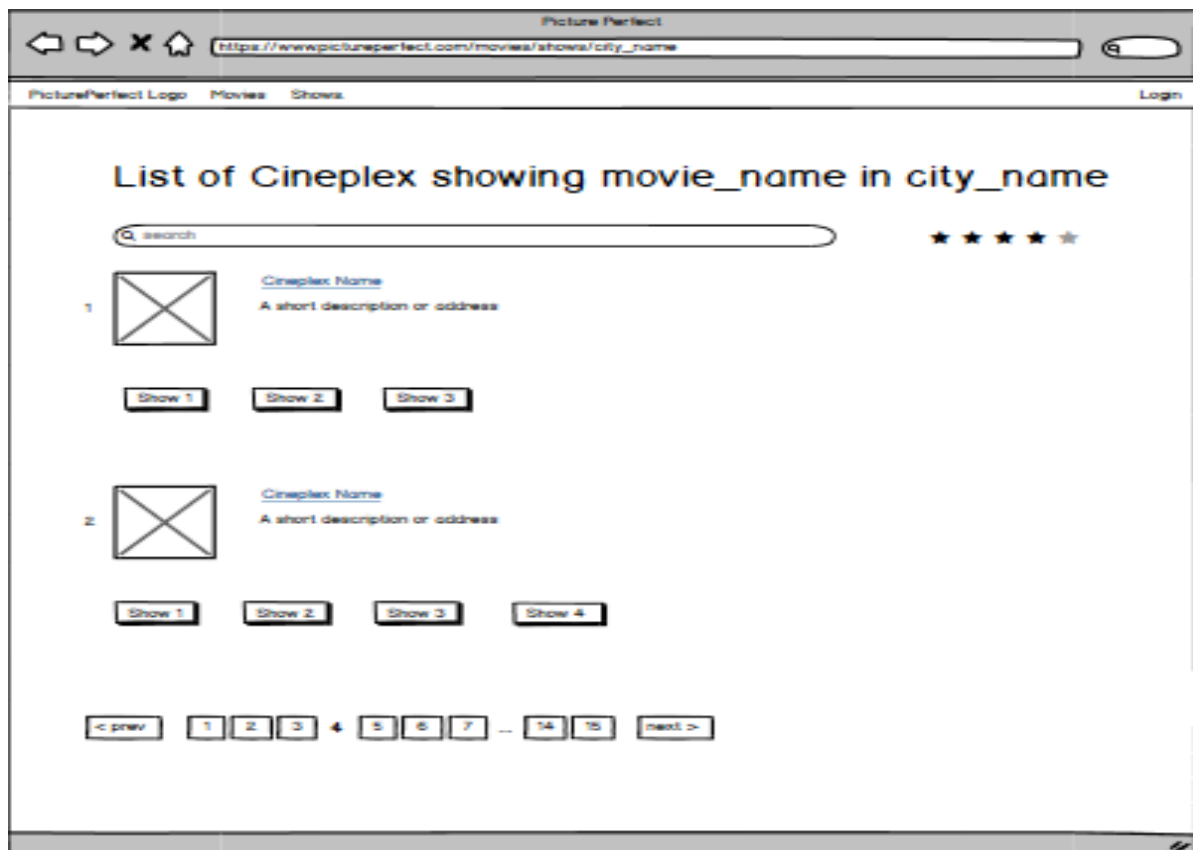 Picture Perfect
https://www.pictureperfect.com/movies/shows/city_name
PicturePerfect Logo Movies Shows Login
List of Cineplex showing movie_name in city_name
search
Cineplex Name
1 A short description or address
Show 1 Show 2 Show 3
Cineplex Name
2 A short description or address
Show 1 Show 2 Show 3 Show 4
< prev 1 2 3 4 5 6 7 ... 14 15 next >